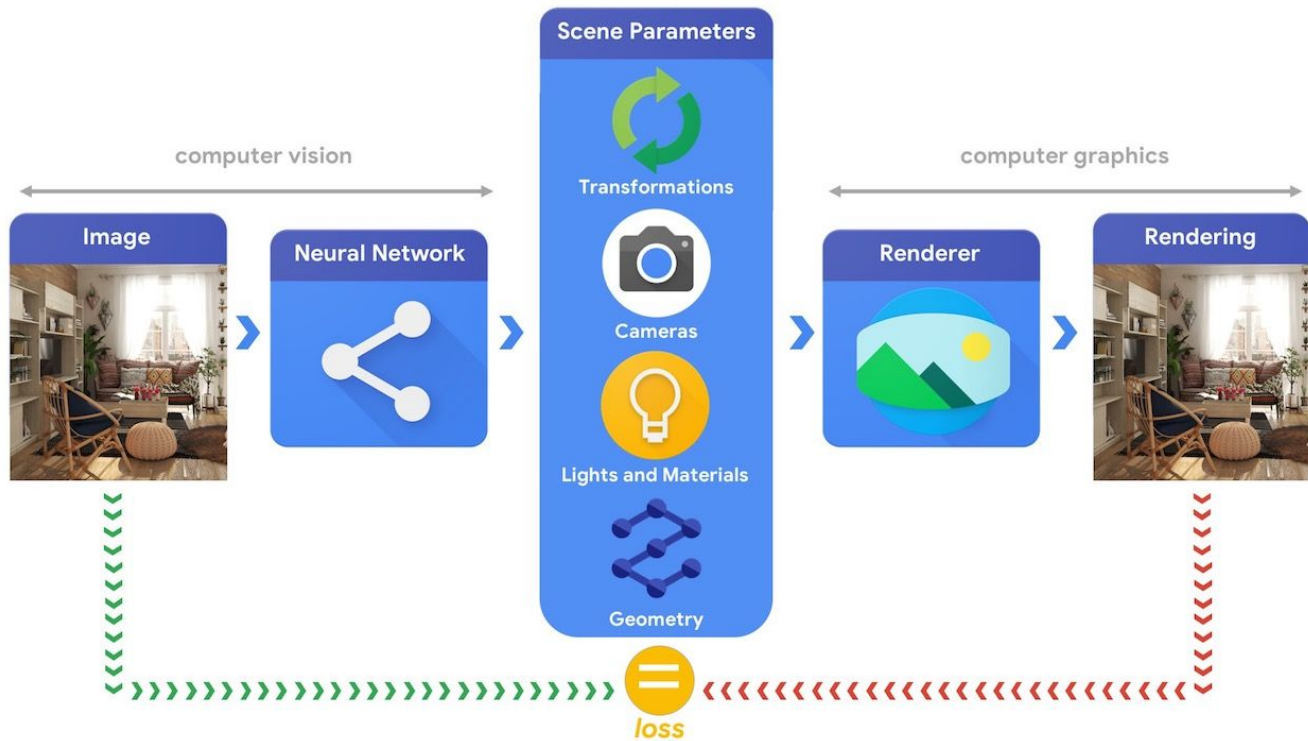 Scene Parameters
computer vision
computer graphics
Transformations
Image
Neural Network
Renderer
Rendering
Cameras
Lights and Materials
Geometry
loss